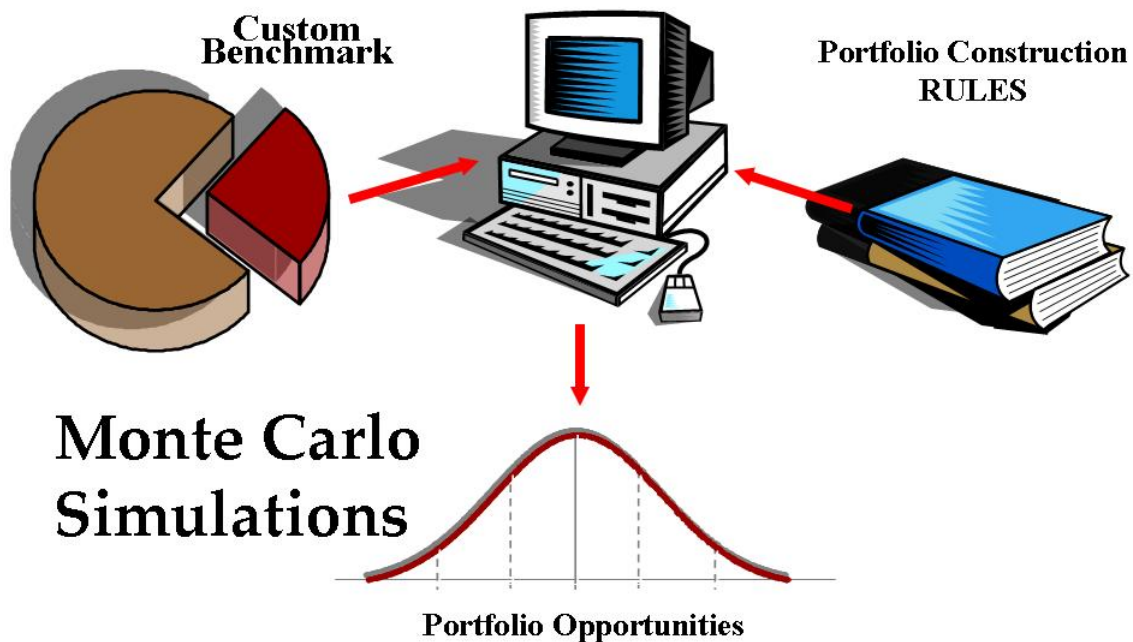 Custom
Benchmark
Portfolio Construction
RULES
Monte Carlo
Simulations
Portfolio Opportunities